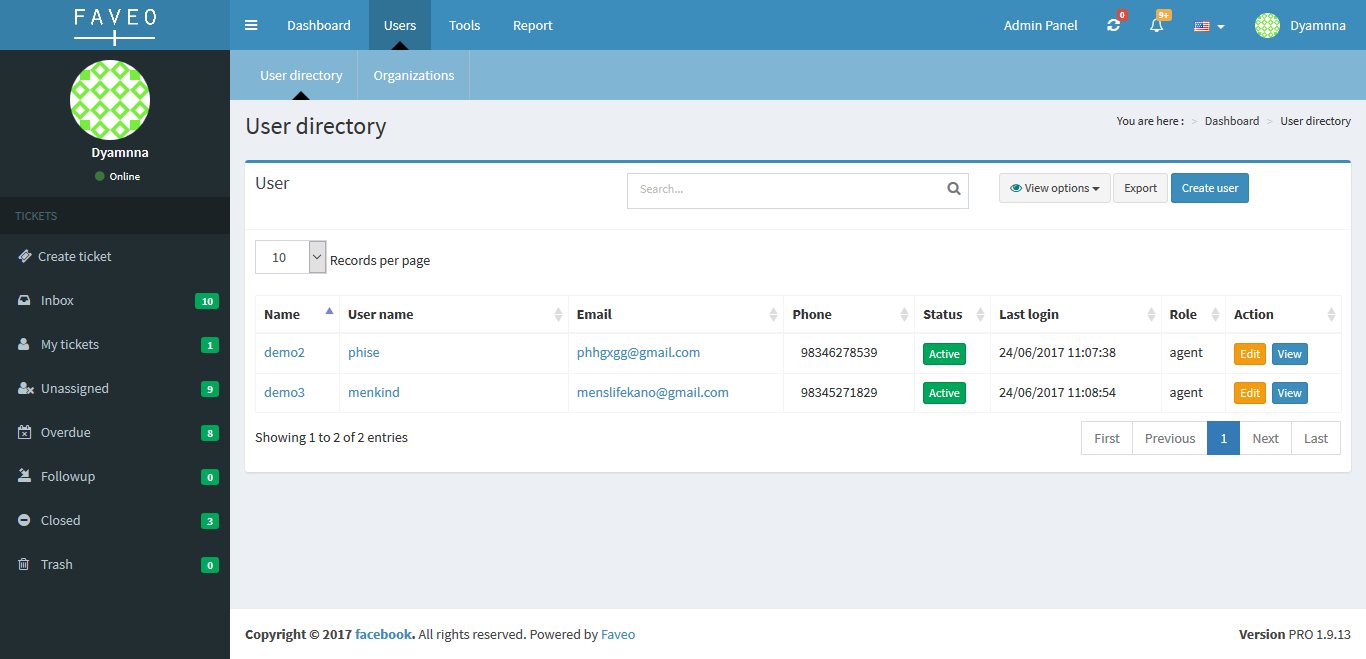 FAVEO
Dashboard Users Tools Report Admin Panel 0 9+ Dyamnna
User directory Organizations
Dyamnna
Online
TICKETS
Create ticket
Inbox 10
My tickets 1
Unassigned 9
Overdue 8
Followup 0
Closed 3
Trash 0
User directory
You are here : > Dashboard > User directory
User
Search...
View options Export Create user
10 Records per page
Name User name Email Phone Status Last login Role Action
demo2 phise phhgxgg@gmail.com 98346278539 Active 24/06/2017 11:07:38 agent Edit View
demo3 menkind menslifekano@gmail.com 98345271829 Active 24/06/2017 11:08:54 agent Edit View
Showing 1 to 2 of 2 entries
First Previous 1 Next Last
Copyright © 2017 facebook. All rights reserved. Powered by Faveo
Version PRO 1.9.13